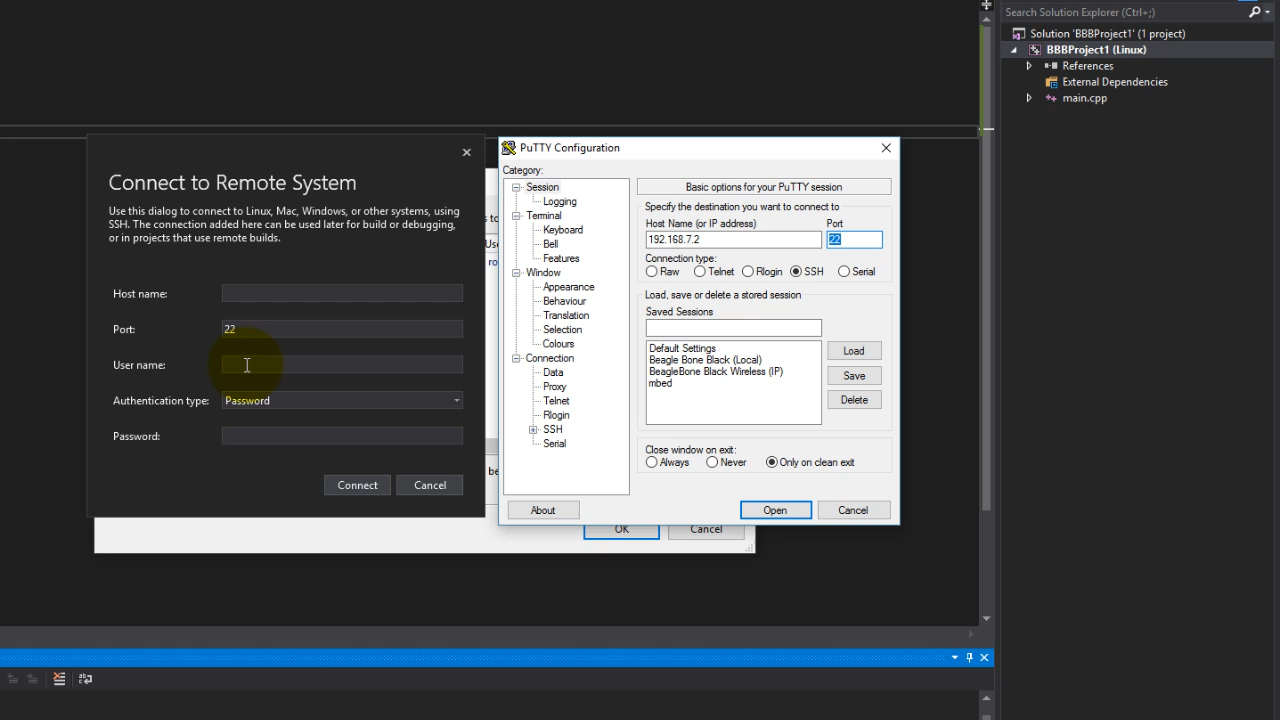 Search Solution Explorer (Ctrl+;)
Solution 'BBBProject1' (1 project)
BBBProject1 (Linux)
References
External Dependencies
main.cpp
Connect to Remote System
Use this dialog to connect to Linux, Mac, Windows, or other systems, using
SSH. The connection added here can be used later for build or debugging,
or in projects that use remote builds.
Host name:
Port: 22
User name:
Authentication type: Password
Password:
Connect Cancel
PuTTY Configuration
Category:
Session
Logging
Terminal
Keyboard
Bell
Features
Window
Appearance
Behaviour
Translation
Selection
Colours
Connection
Data
Proxy
Telnet
Rlogin
SSH
Serial
Basic options for your PuTTY session
Specify the destination you want to connect to
Host Name (or IP address) Port
192.168.7.2 22
Connection type:
Raw Telnet Rlogin SSH Serial
Load, save or delete a stored session
Saved Sessions
Default Settings
Beagle Bone Black (Local)
BeagleBone Black Wireless (IP)
mbed
Load
Save
Delete
Close window on exit:
Always Never Only on clean exit
About Open Cancel
OK Cancel